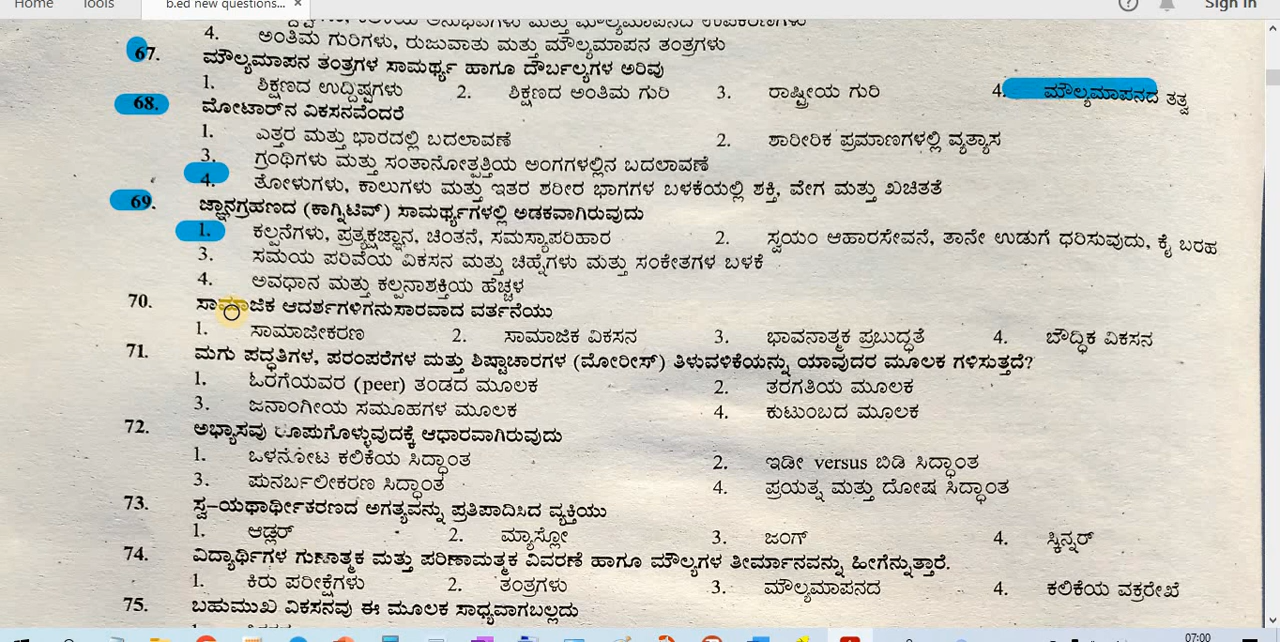 Home Tools b.ed new questions... × Sign In
4. ಅಂತಿಮ ಗುರಿಗಳು, ರುಜುವಾತು ಮತ್ತು ಮೌಲ್ಯಮಾಪನ ತಂತ್ರಗಳು
67. ಮೌಲ್ಯಮಾಪನ ತಂತ್ರಗಳ ಸಾಮರ್ಥ್ಯ ಹಾಗೂ ದೌರ್ಬಲ್ಯಗಳ ಅರಿವು
1. ಶಿಕ್ಷಣದ ಉದ್ದಿಷ್ಟಗಳು 2. ಶಿಕ್ಷಣದ ಅಂತಿಮ ಗುರಿ 3. ರಾಷ್ಟ್ರೀಯ ಗುರಿ 4. ಮೌಲ್ಯಮಾಪನದ ತತ್ವ
68. ಮೋಟಾರ್‌ನ ವಿಕಸನವೆಂದರೆ
1. ಎತ್ತರ ಮತ್ತು ಭಾರದಲ್ಲಿ ಬದಲಾವಣೆ 2. ಶಾರೀರಿಕ ಪ್ರಮಾಣಗಳಲ್ಲಿ ವ್ಯತ್ಯಾಸ
3. ಗ್ರಂಥಿಗಳು ಮತ್ತು ಸಂತಾನೋತ್ಪತ್ತಿಯ ಅಂಗಗಳಲ್ಲಿನ ಬದಲಾವಣೆ
4. ತೋಳುಗಳು, ಕಾಲುಗಳು ಮತ್ತು ಇತರ ಶರೀರ ಭಾಗಗಳ ಬಳಕೆಯಲ್ಲಿ ಶಕ್ತಿ, ವೇಗ ಮತ್ತು ಖಚಿತತೆ
69. ಜ್ಞಾನಗ್ರಹಣದ (ಕಾಗ್ನಿಟಿವ್) ಸಾಮರ್ಥ್ಯಗಳಲ್ಲಿ ಅಡಕವಾಗಿರುವುದು
1. ಕಲ್ಪನೆಗಳು, ಪ್ರತ್ಯಕ್ಷಜ್ಞಾನ, ಚಿಂತನೆ, ಸಮಸ್ಯಾಪರಿಹಾರ 2. ಸ್ವಯಂ ಆಹಾರಸೇವನೆ, ತಾನೇ ಉಡುಗೆ ಧರಿಸುವುದು, ಕೈ ಬರಹ
3. ಸಮಯ ಪರಿವೆಯ ವಿಕಸನ ಮತ್ತು ಚಿಹ್ನೆಗಳು ಮತ್ತು ಸಂಕೇತಗಳ ಬಳಕೆ
4. ಅವಧಾನ ಮತ್ತು ಕಲ್ಪನಾಶಕ್ತಿಯ ಹೆಚ್ಚಳ
70. ಸಾಮಾಜಿಕ ಆದರ್ಶಗಳಿಗನುಸಾರವಾದ ವರ್ತನೆಯು
1. ಸಾಮಾಜೀಕರಣ 2. ಸಾಮಾಜಿಕ ವಿಕಸನ 3. ಭಾವನಾತ್ಮಕ ಪ್ರಬುದ್ಧತೆ 4. ಬೌದ್ಧಿಕ ವಿಕಸನ
71. ಮಗು ಪದ್ಧತಿಗಳ, ಪರಂಪರೆಗಳ ಮತ್ತು ಶಿಷ್ಟಾಚಾರಗಳ (ಮೋರೀಸ್) ತಿಳುವಳಿಕೆಯನ್ನು ಯಾವುದರ ಮೂಲಕ ಗಳಿಸುತ್ತದೆ?
1. ಓರಗೆಯವರ (peer) ತಂಡದ ಮೂಲಕ 2. ತರಗತಿಯ ಮೂಲಕ
3. ಜನಾಂಗೀಯ ಸಮೂಹಗಳ ಮೂಲಕ 4. ಕುಟುಂಬದ ಮೂಲಕ
72. ಅಭ್ಯಾಸವು ರೂಪುಗೊಳ್ಳುವುದಕ್ಕೆ ಆಧಾರವಾಗಿರುವುದು
1. ಒಳನೋಟ ಕಲಿಕೆಯ ಸಿದ್ಧಾಂತ 2. ಇಡೀ versus ಬಿಡಿ ಸಿದ್ಧಾಂತ
3. ಪುನರ್ಬಲೀಕರಣ ಸಿದ್ಧಾಂತ 4. ಪ್ರಯತ್ನ ಮತ್ತು ದೋಷ ಸಿದ್ಧಾಂತ
73. ಸ್ವ-ಯಥಾರ್ಥೀಕರಣದ ಅಗತ್ಯವನ್ನು ಪ್ರತಿಪಾದಿಸಿದ ವ್ಯಕ್ತಿಯು
1. ಆಡ್ಲರ್ 2. ಮ್ಯಾಸ್ಲೋ 3. ಜಂಗ್ 4. ಸ್ಕಿನ್ನರ್
74. ವಿದ್ಯಾರ್ಥಿಗಳ ಗುಣಾತ್ಮಕ ಮತ್ತು ಪರಿಣಾಮತ್ಮಕ ವಿವರಣೆ ಹಾಗೂ ಮೌಲ್ಯಗಳ ತೀರ್ಮಾನವನ್ನು ಹೀಗೆನ್ನುತ್ತಾರೆ.
1. ಕಿರು ಪರೀಕ್ಷೆಗಳು 2. ತಂತ್ರಗಳು 3. ಮೌಲ್ಯಮಾಪನದ 4. ಕಲಿಕೆಯ ವಕ್ರರೇಖೆ
75. ಬಹುಮುಖ ವಿಕಸನವು ಈ ಮೂಲಕ ಸಾಧ್ಯವಾಗಬಲ್ಲದು
07:00